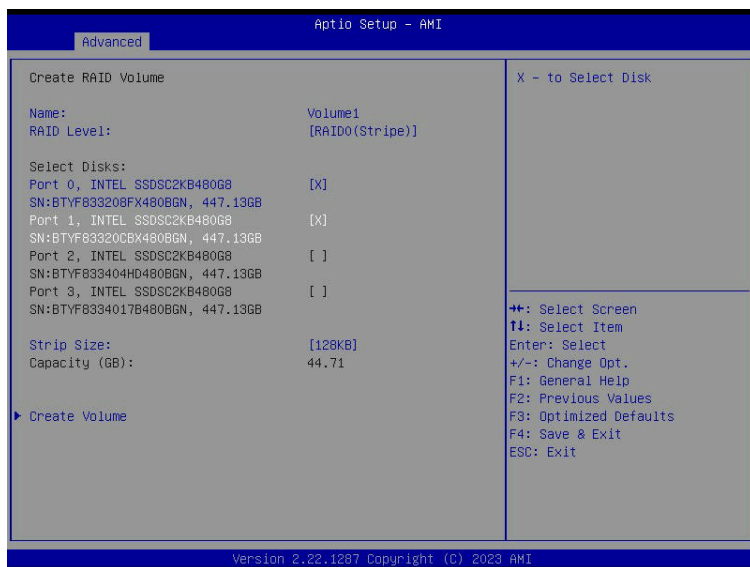 Aptio Setup – AMI
Advanced
Create RAID Volume
Name: Volume1
RAID Level: [RAID0(Stripe)]
Select Disks:
Port 0, INTEL SSDSC2KB480G8 [X]
SN:BTYF833208FX480BGN, 447.13GB
Port 1, INTEL SSDSC2KB480G8 [X]
SN:BTYF83320CBX480BGN, 447.13GB
Port 2, INTEL SSDSC2KB480G8 [ ]
SN:BTYF833404HD480BGN, 447.13GB
Port 3, INTEL SSDSC2KB480G8 [ ]
SN:BTYF8334017B480BGN, 447.13GB
Strip Size: [128KB]
Capacity (GB): 44.71
Create Volume
X – to Select Disk
→←: Select Screen
↑↓: Select Item
Enter: Select
+/-: Change Opt.
F1: General Help
F2: Previous Values
F3: Optimized Defaults
F4: Save & Exit
ESC: Exit
Version 2.22.1287 Copyright (C) 2023 AMI